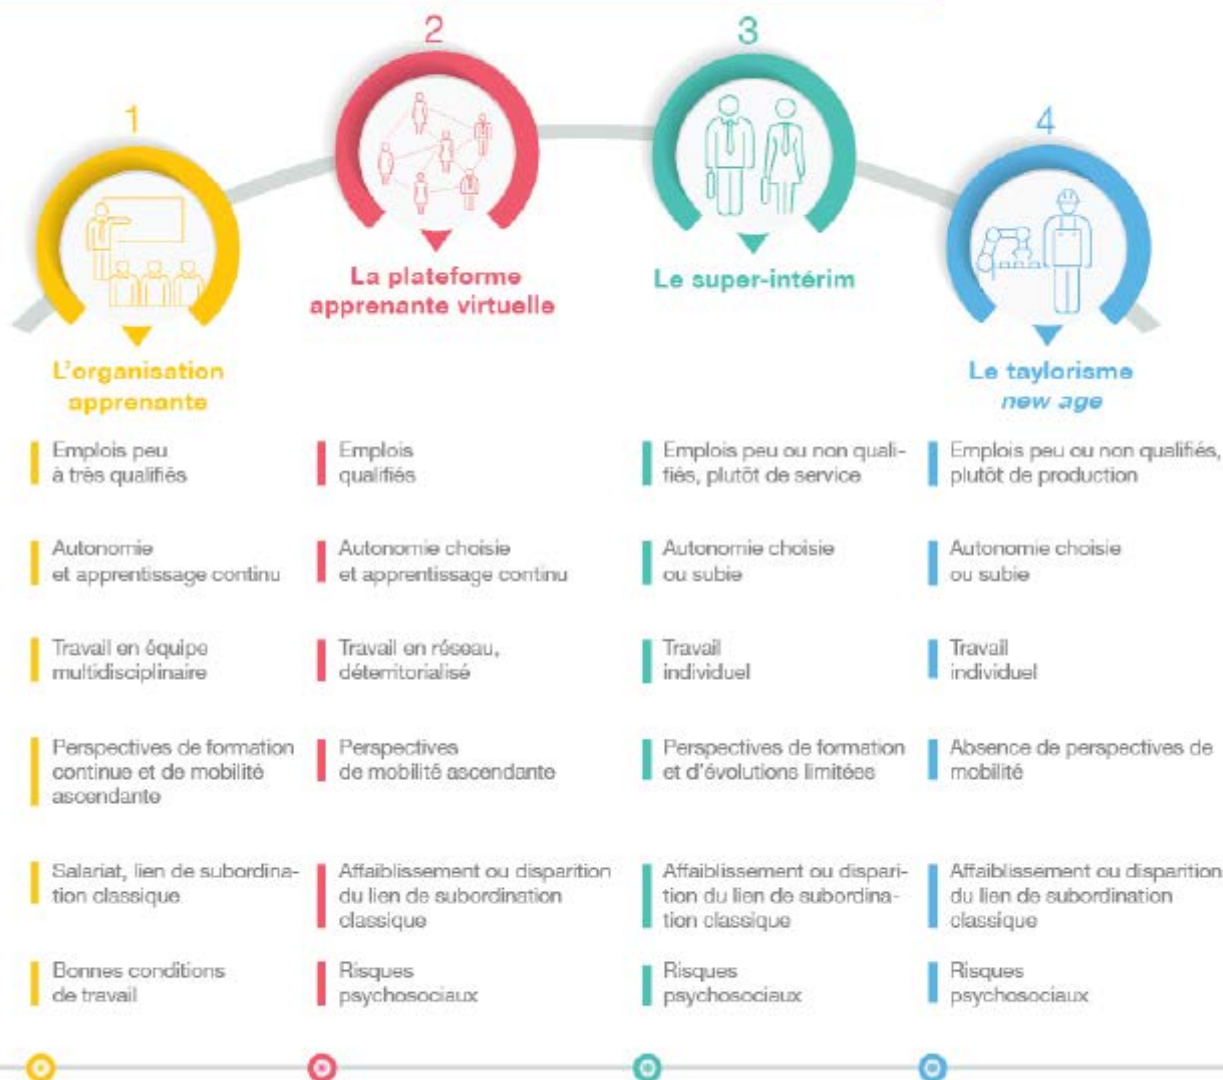 1
2
3
4
L'organisation
apprenante
La plateforme
apprenante virtuelle
Le super-intérim
Le taylorisme
new age
Emplois peu
à très qualifiés
Emplois
qualifiés
Emplois peu ou non quali-
fiés, plutôt de service
Emplois peu ou non qualifiés,
plutôt de production
Autonomie
et apprentissage continu
Autonomie choisie
et apprentissage continu
Autonomie choisie
ou subie
Autonomie choisie
ou subie
Travail en équipe
multidisciplinaire
Travail en réseau,
déterritorialisé
Travail
individuel
Travail
individuel
Perspectives de formation
continue et de mobilité
ascendante
Perspectives
de mobilité ascendante
Perspectives de formation
et d'évolutions limitées
Absence de perspectives de
mobilité
Salariat, lien de subordina-
tion classique
Affaiblissement ou disparition
du lien de subordination
classique
Affaiblissement ou dispari-
tion du lien de subordina-
tion classique
Affaiblissement ou disparition
du lien de subordination
classique
Bonnes conditions
de travail
Risques
psychosociaux
Risques
psychosociaux
Risques
psychosociaux